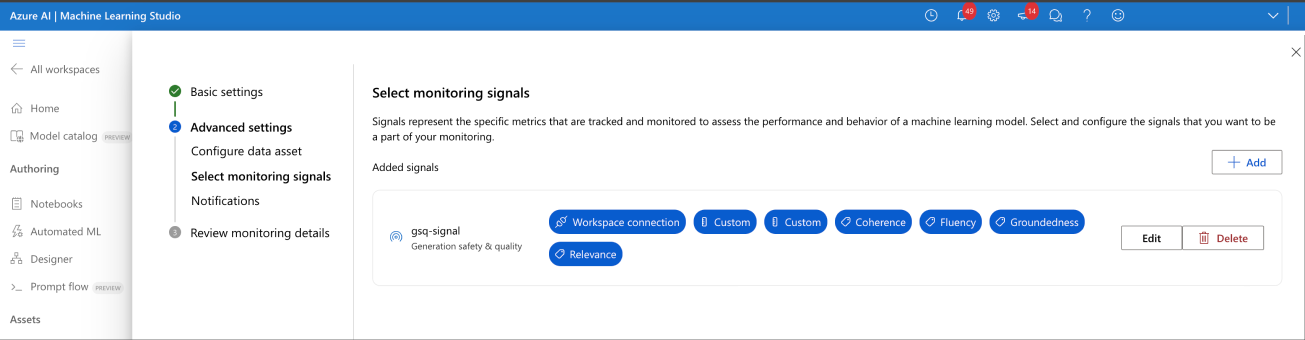 Azure AI | Machine Learning Studio
49
14
All workspaces
Home
Model catalog PREVIEW
Authoring
Notebooks
Automated ML
Designer
Prompt flow PREVIEW
Assets
Basic settings
2 Advanced settings
Configure data asset
Select monitoring signals
Notifications
3 Review monitoring details
Select monitoring signals
Signals represent the specific metrics that are tracked and monitored to assess the performance and behavior of a machine learning model. Select and configure the signals that you want to be
a part of your monitoring.
Added signals
Add
gsq-signal
Generation safety & quality
Workspace connection Custom Custom Coherence Fluency Groundedness
Relevance
Edit Delete